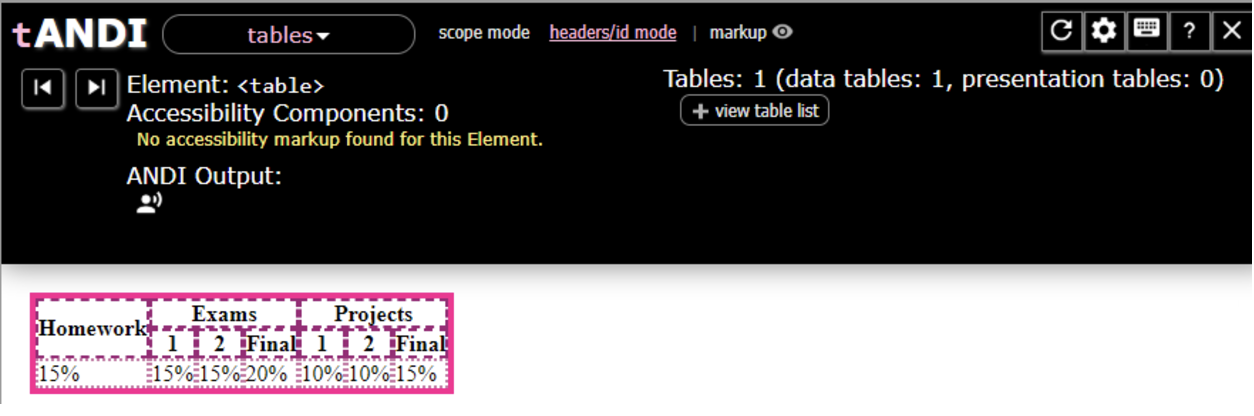 tANDI tables scope mode headers/id mode | markup ?
Element: <table>
Accessibility Components: 0
No accessibility markup found for this Element.
ANDI Output:
Tables: 1 (data tables: 1, presentation tables: 0)
+ view table list
Homework Exams Projects
1 2 Final 1 2 Final
15% 15% 15% 20% 10% 10% 15%